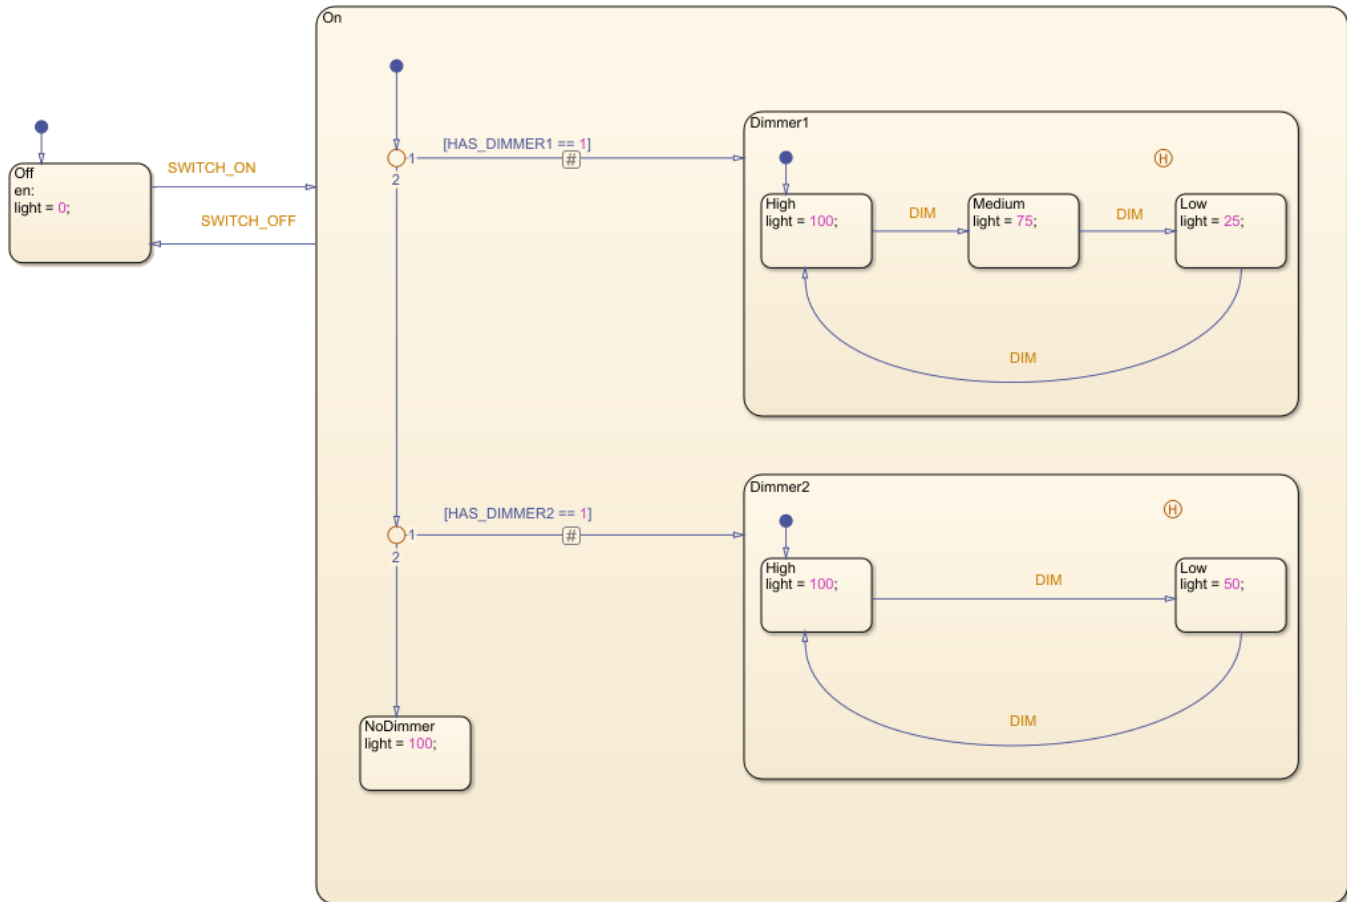 On
Off
en:
light = 0;
SWITCH_ON
SWITCH_OFF
1
2
[HAS_DIMMER1 == 1]
#
Dimmer1
H
High
light = 100;
DIM
Medium
light = 75;
DIM
Low
light = 25;
DIM
1
2
[HAS_DIMMER2 == 1]
#
Dimmer2
H
High
light = 100;
DIM
Low
light = 50;
DIM
NoDimmer
light = 100;